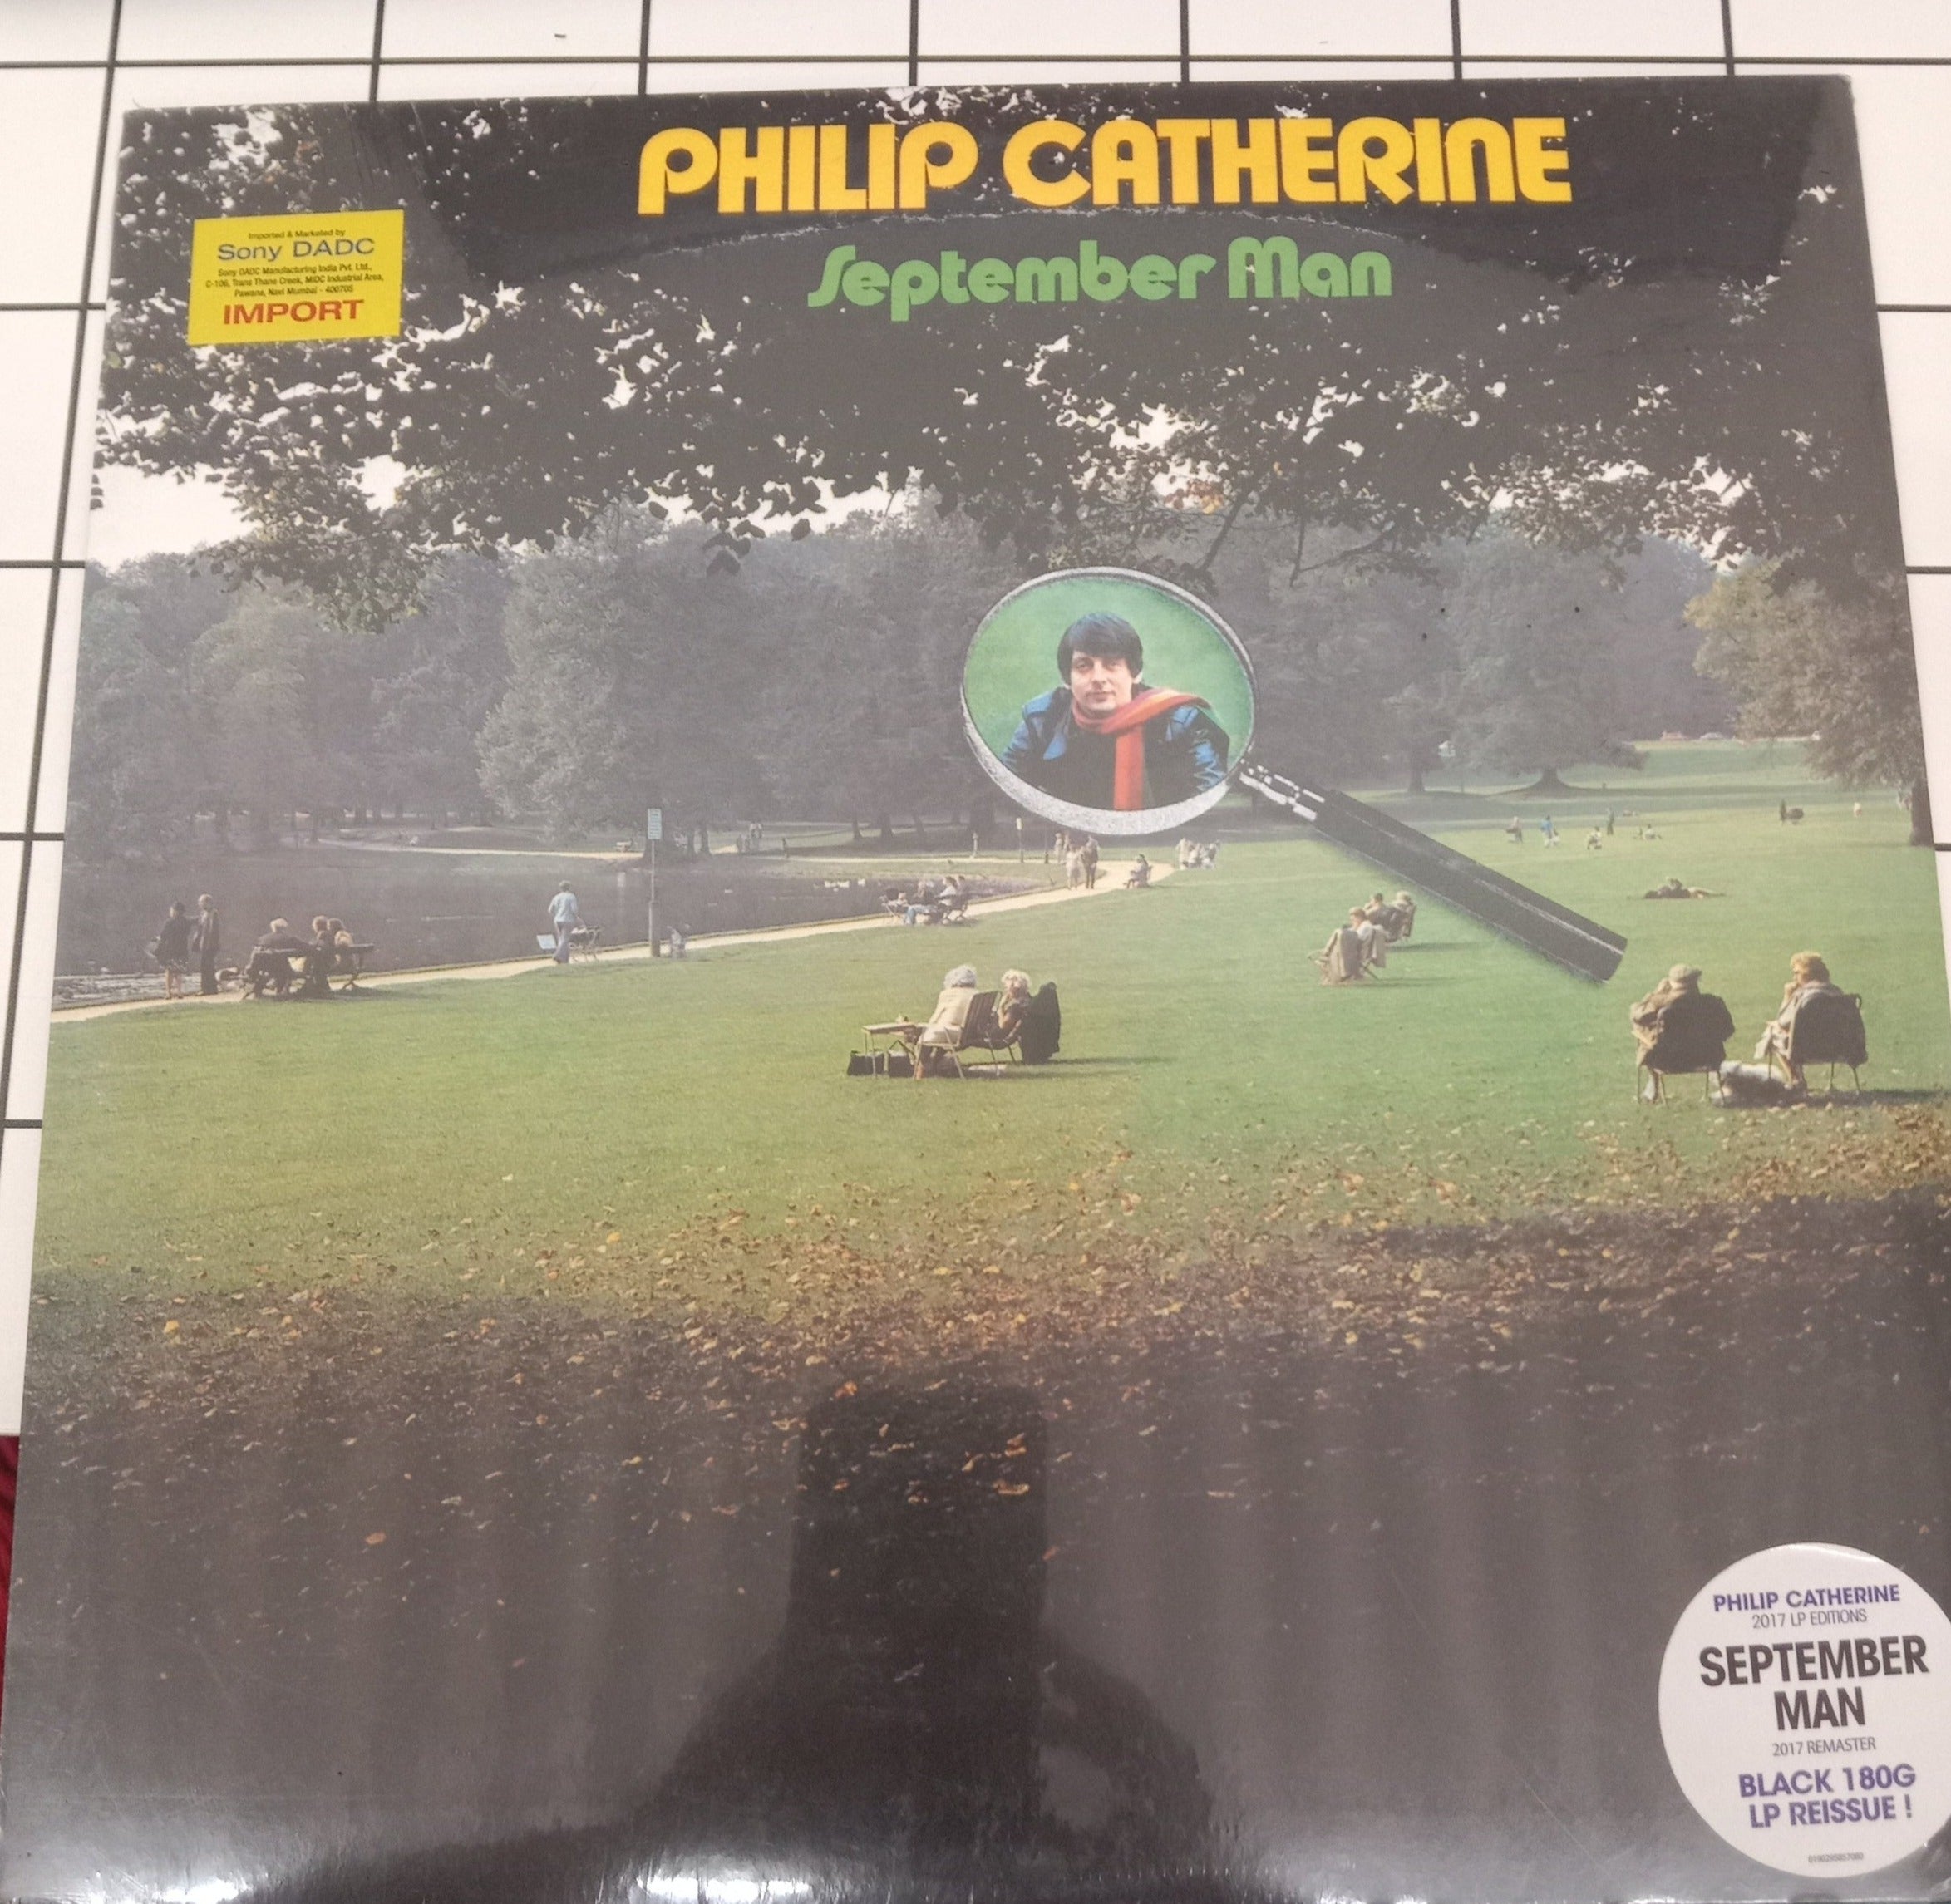 PHILIP CATHERINE
September Man
Imported & Marketed by
Sony DADC
Sony DADC Manufacturing India Pvt. Ltd.,
C-106, Trans Thane Creek, MIDC Industrial Area,
Pawane, Navi Mumbai - 400705
IMPORT
PHILIP CATHERINE
2017 LP EDITIONS
SEPTEMBER
MAN
2017 REMASTER
BLACK 180G
LP REISSUE !